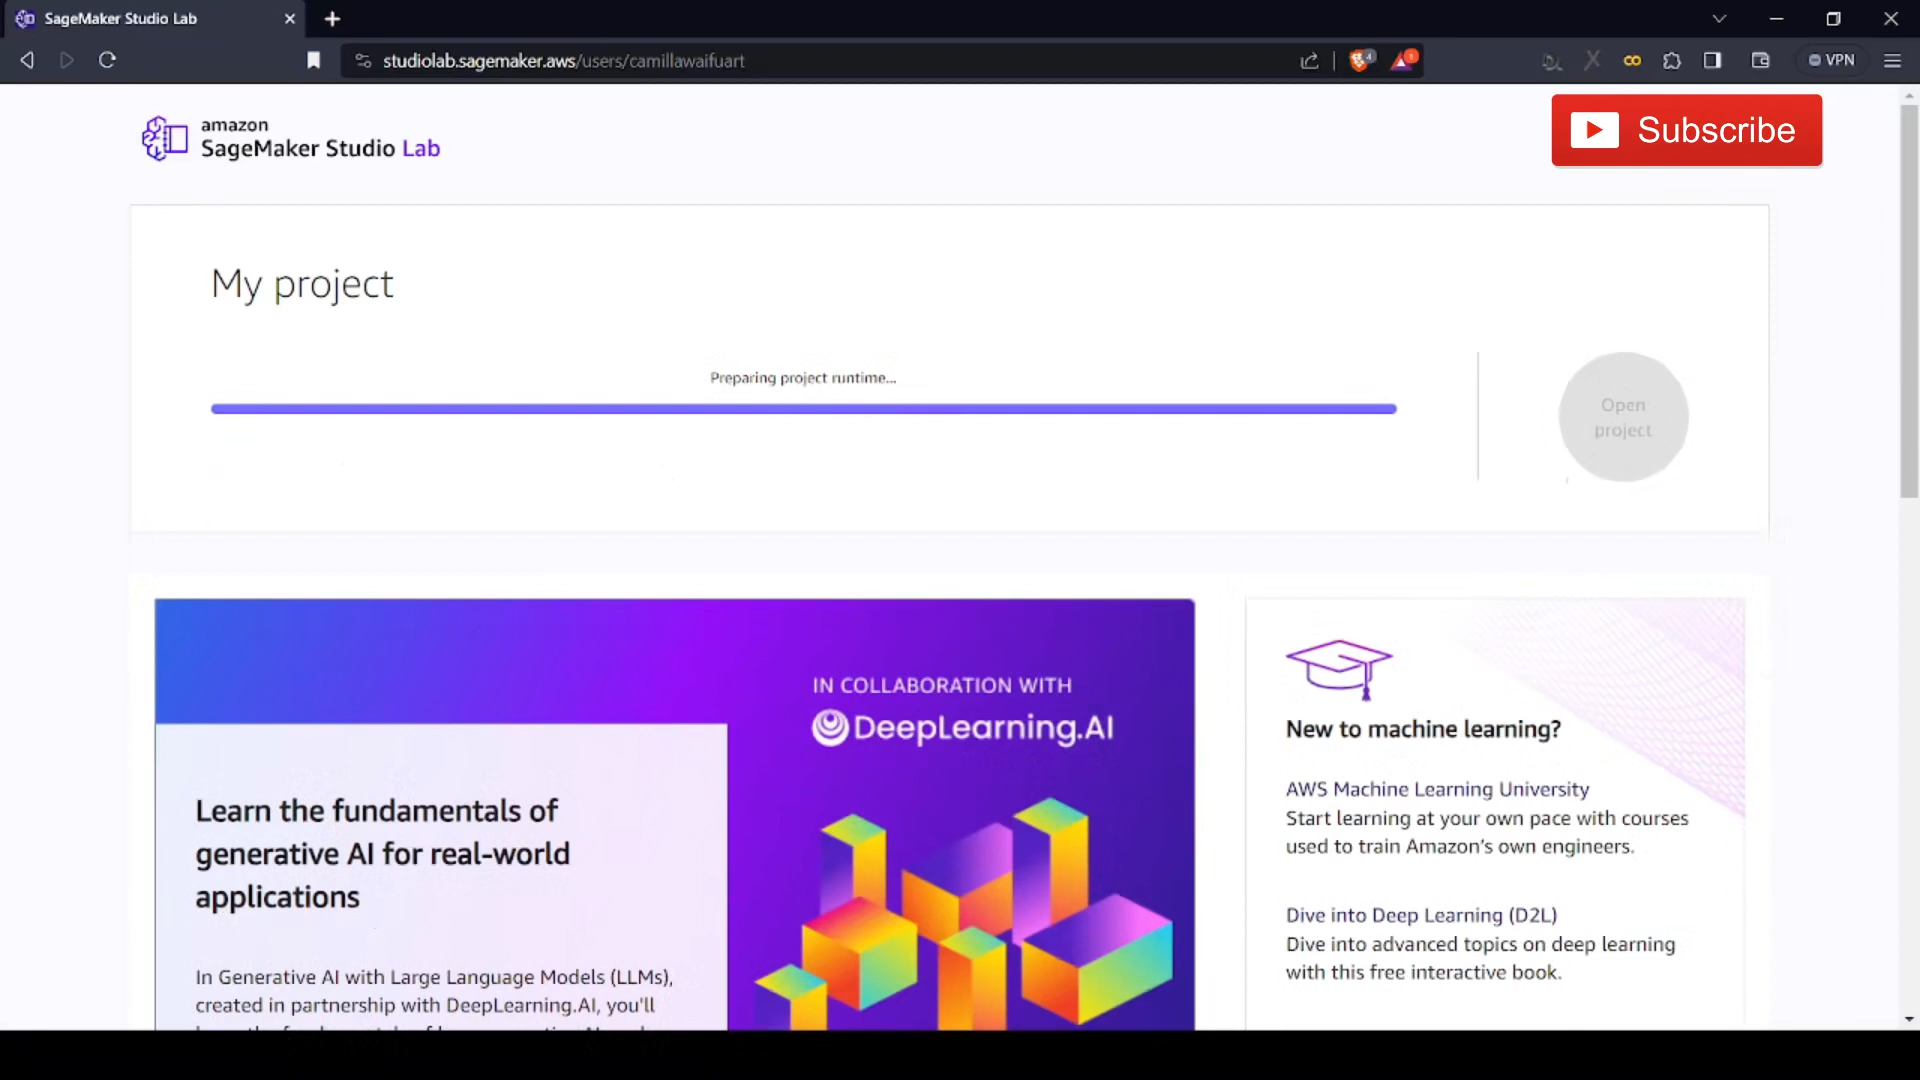 SageMaker Studio Lab
studiolab.sagemaker.aws/users/camillawaifuart
VPN
amazon
SageMaker Studio Lab
Subscribe
My project
Preparing project runtime...
Open
project
IN COLLABORATION WITH
DeepLearning.AI
Learn the fundamentals of
generative AI for real-world
applications
In Generative AI with Large Language Models (LLMs),
created in partnership with DeepLearning.AI, you'll
New to machine learning?
AWS Machine Learning University
Start learning at your own pace with courses
used to train Amazon's own engineers.
Dive into Deep Learning (D2L)
Dive into advanced topics on deep learning
with this free interactive book.